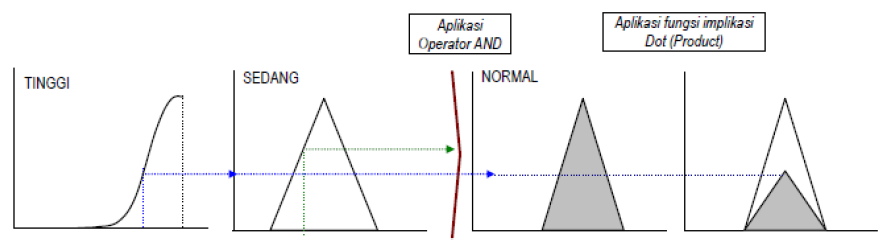 Aplikasi
Operator AND
Aplikasi fungsi implikasi
Dot (Product)
TINGGI
SEDANG
NORMAL